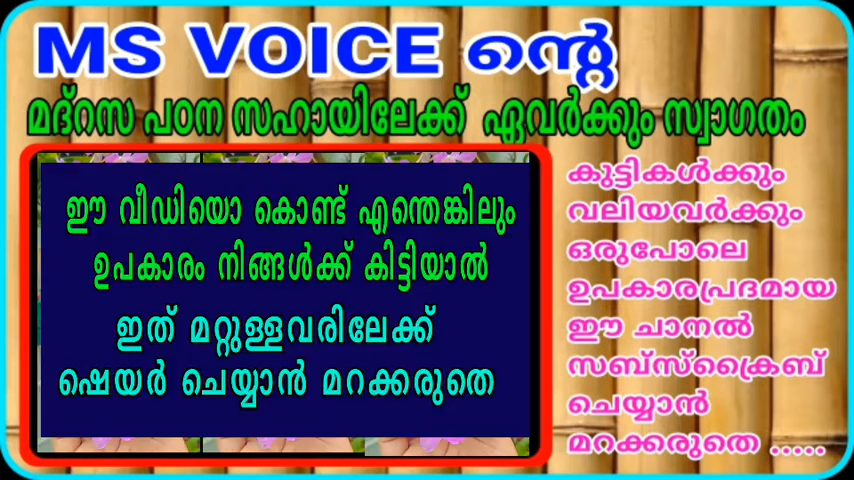 MS VOICE ന്റെ
മദ്റസ പഠന സഹായിലേക്ക് ഏവർക്കും സ്വാഗതം
ഈ വീഡിയൊ കൊണ്ട് എന്തെങ്കിലും
ഉപകാരം നിങ്ങൾക്ക് കിട്ടിയാൽ
ഇത് മറ്റുള്ളവരിലേക്ക്
ഷെയർ ചെയ്യാൻ മറക്കരുതെ
കുട്ടികൾക്കും
വലിയവർക്കും
ഒരുപോലെ
ഉപകാരപ്രദമായ
ഈ ചാനൽ
സബ്സ്ക്രൈബ്
ചെയ്യാൻ
മറക്കരുതെ .....